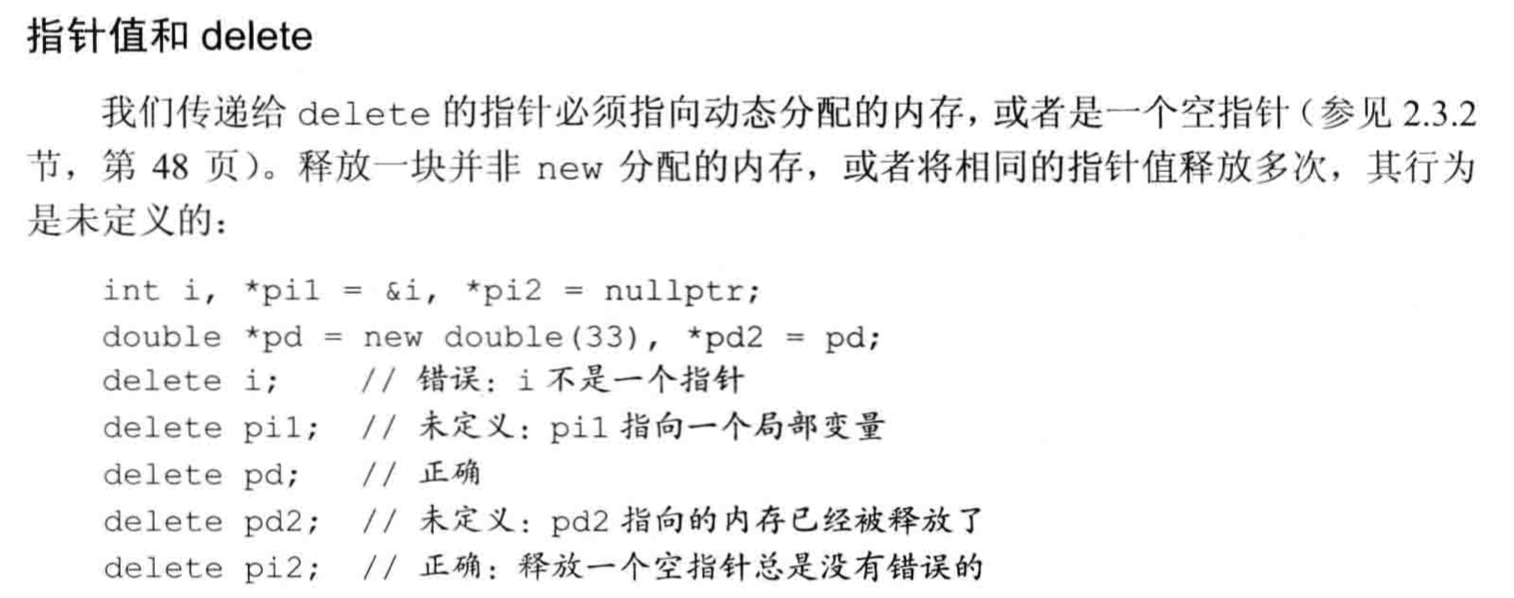 指针值和 delete
我们传递给 delete 的指针必须指向动态分配的内存，或者是一个空指针（参见 2.3.2
节，第 48 页）。释放一块并非 new 分配的内存，或者将相同的指针值释放多次，其行为
是未定义的：
int i, *pi1 = &i, *pi2 = nullptr;
double *pd = new double(33), *pd2 = pd;
delete i; // 错误：i 不是一个指针
delete pi1; // 未定义：pi1 指向一个局部变量
delete pd; // 正确
delete pd2; // 未定义：pd2 指向的内存已经被释放了
delete pi2; // 正确：释放一个空指针总是没有错误的